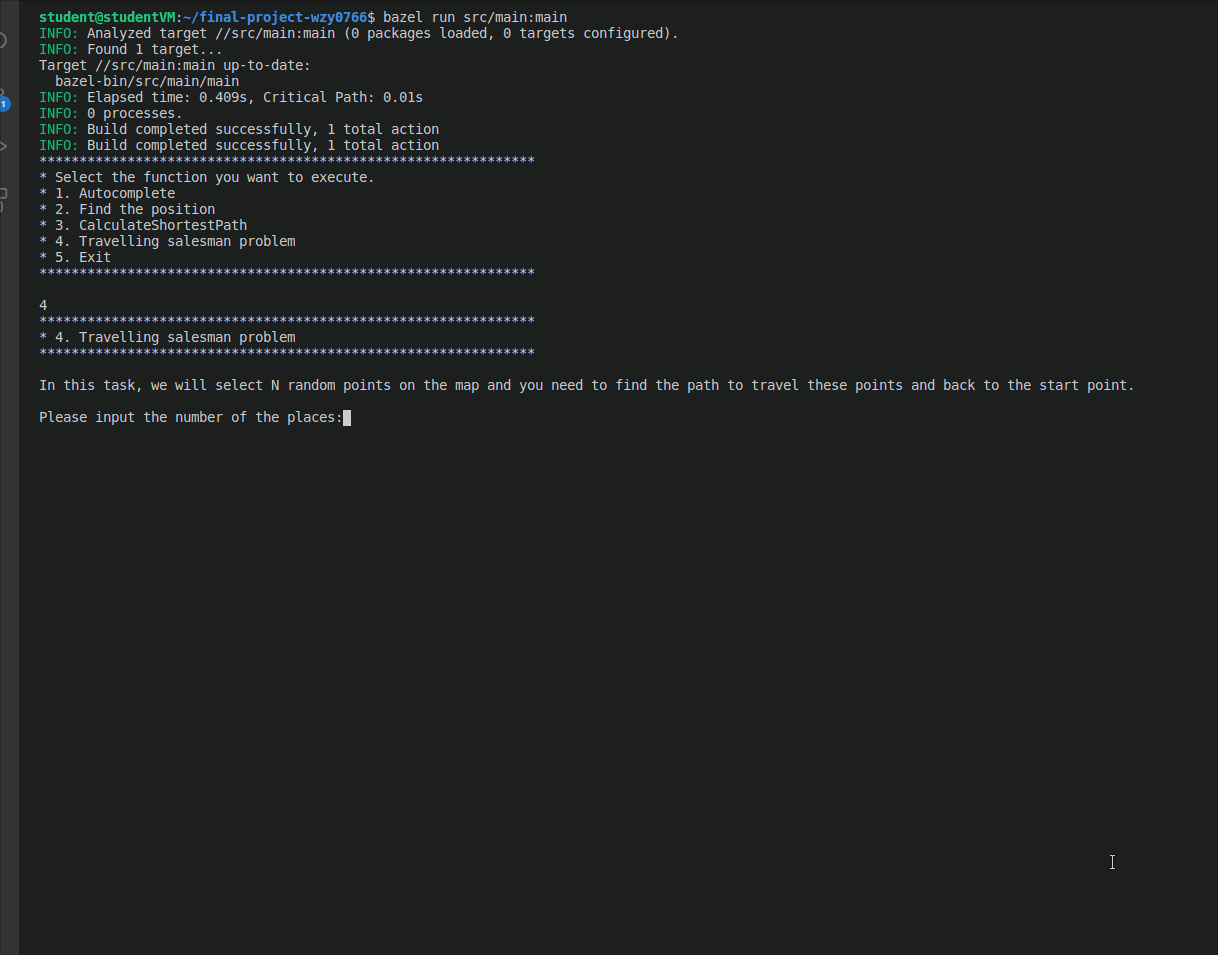 student@studentVM:~/final-project-wzy0766$ bazel run src/main:main
INFO: Analyzed target //src/main:main (0 packages loaded, 0 targets configured).
INFO: Found 1 target...
Target //src/main:main up-to-date:
  bazel-bin/src/main/main
INFO: Elapsed time: 0.409s, Critical Path: 0.01s
INFO: 0 processes.
INFO: Build completed successfully, 1 total action
INFO: Build completed successfully, 1 total action
**************************************************************
* Select the function you want to execute.
* 1. Autocomplete
* 2. Find the position
* 3. CalculateShortestPath
* 4. Travelling salesman problem
* 5. Exit
**************************************************************
4
**************************************************************
* 4. Travelling salesman problem
**************************************************************
In this task, we will select N random points on the map and you need to find the path to travel these points and back to the start point.
Please input the number of the places:
1